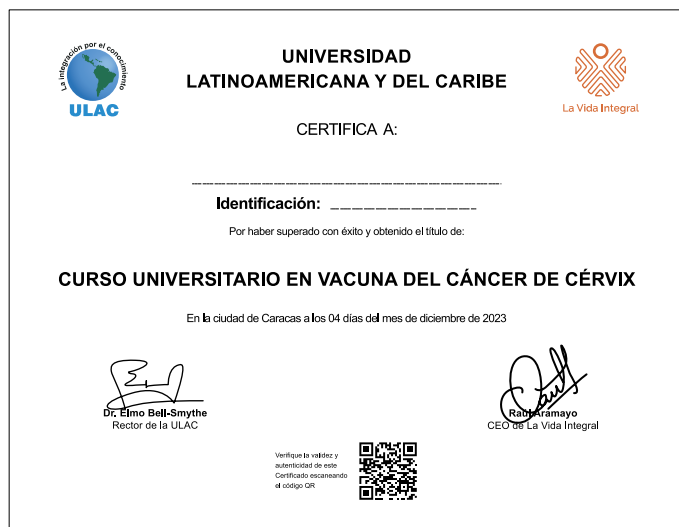 La integración por el conocimiento
ULAC
UNIVERSIDAD
LATINOAMERICANA Y DEL CARIBE
La Vida Integral
CERTIFICA A:
Identificación:
Por haber superado con éxito y obtenido el título de:
CURSO UNIVERSITARIO EN VACUNA DEL CÁNCER DE CÉRVIX
En la ciudad de Caracas a los 04 días del mes de diciembre de 2023
Dr. Elmo Bell-Smythe
Rector de la ULAC
Raúl Aramayo
CEO de La Vida Integral
Verifique la validez y
autenticidad de este
Certificado escaneando
el código QR